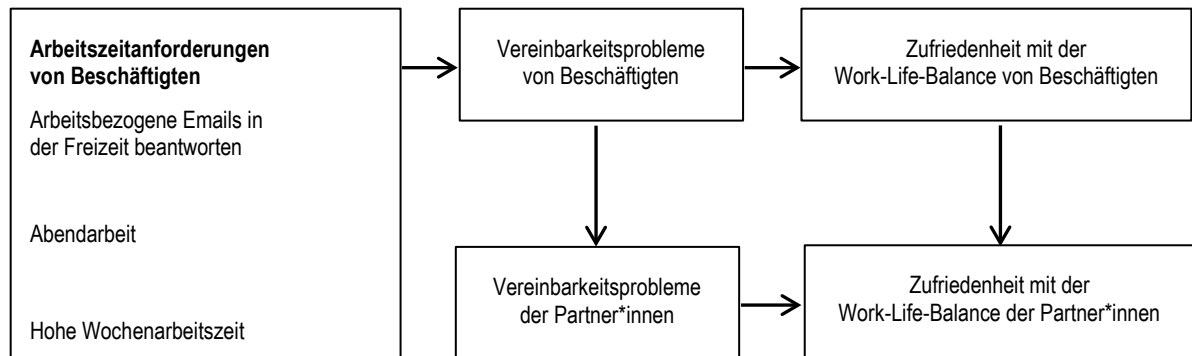 Arbeitszeitanforderungen
von Beschäftigten
Arbeitsbezogene Emails in
der Freizeit beantworten
Abendarbeit
Hohe Wochenarbeitszeit
Vereinbarkeitsprobleme
von Beschäftigten
Zufriedenheit mit der
Work-Life-Balance von Beschäftigten
Vereinbarkeitsprobleme
der Partner*innen
Zufriedenheit mit der
Work-Life-Balance der Partner*innen